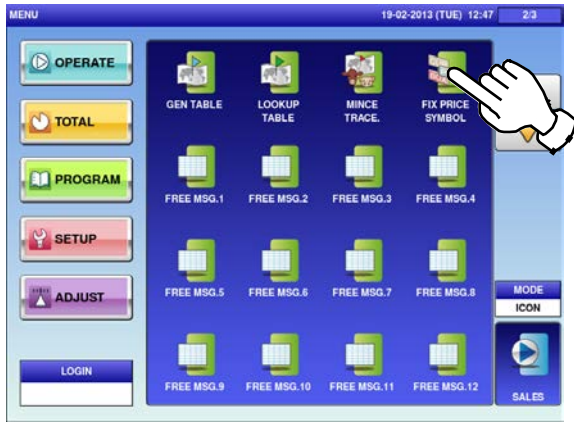 MENU 19-02-2013 (TUE) 12:47 2/3
OPERATE
TOTAL
PROGRAM
SETUP
ADJUST
LOGIN
GEN TABLE LOOKUP TABLE MINCE TRACE. FIX PRICE SYMBOL
FREE MSG.1 FREE MSG.2 FREE MSG.3 FREE MSG.4
FREE MSG.5 FREE MSG.6 FREE MSG.7 FREE MSG.8
FREE MSG.9 FREE MSG.10 FREE MSG.11 FREE MSG.12
MODE
ICON
SALES